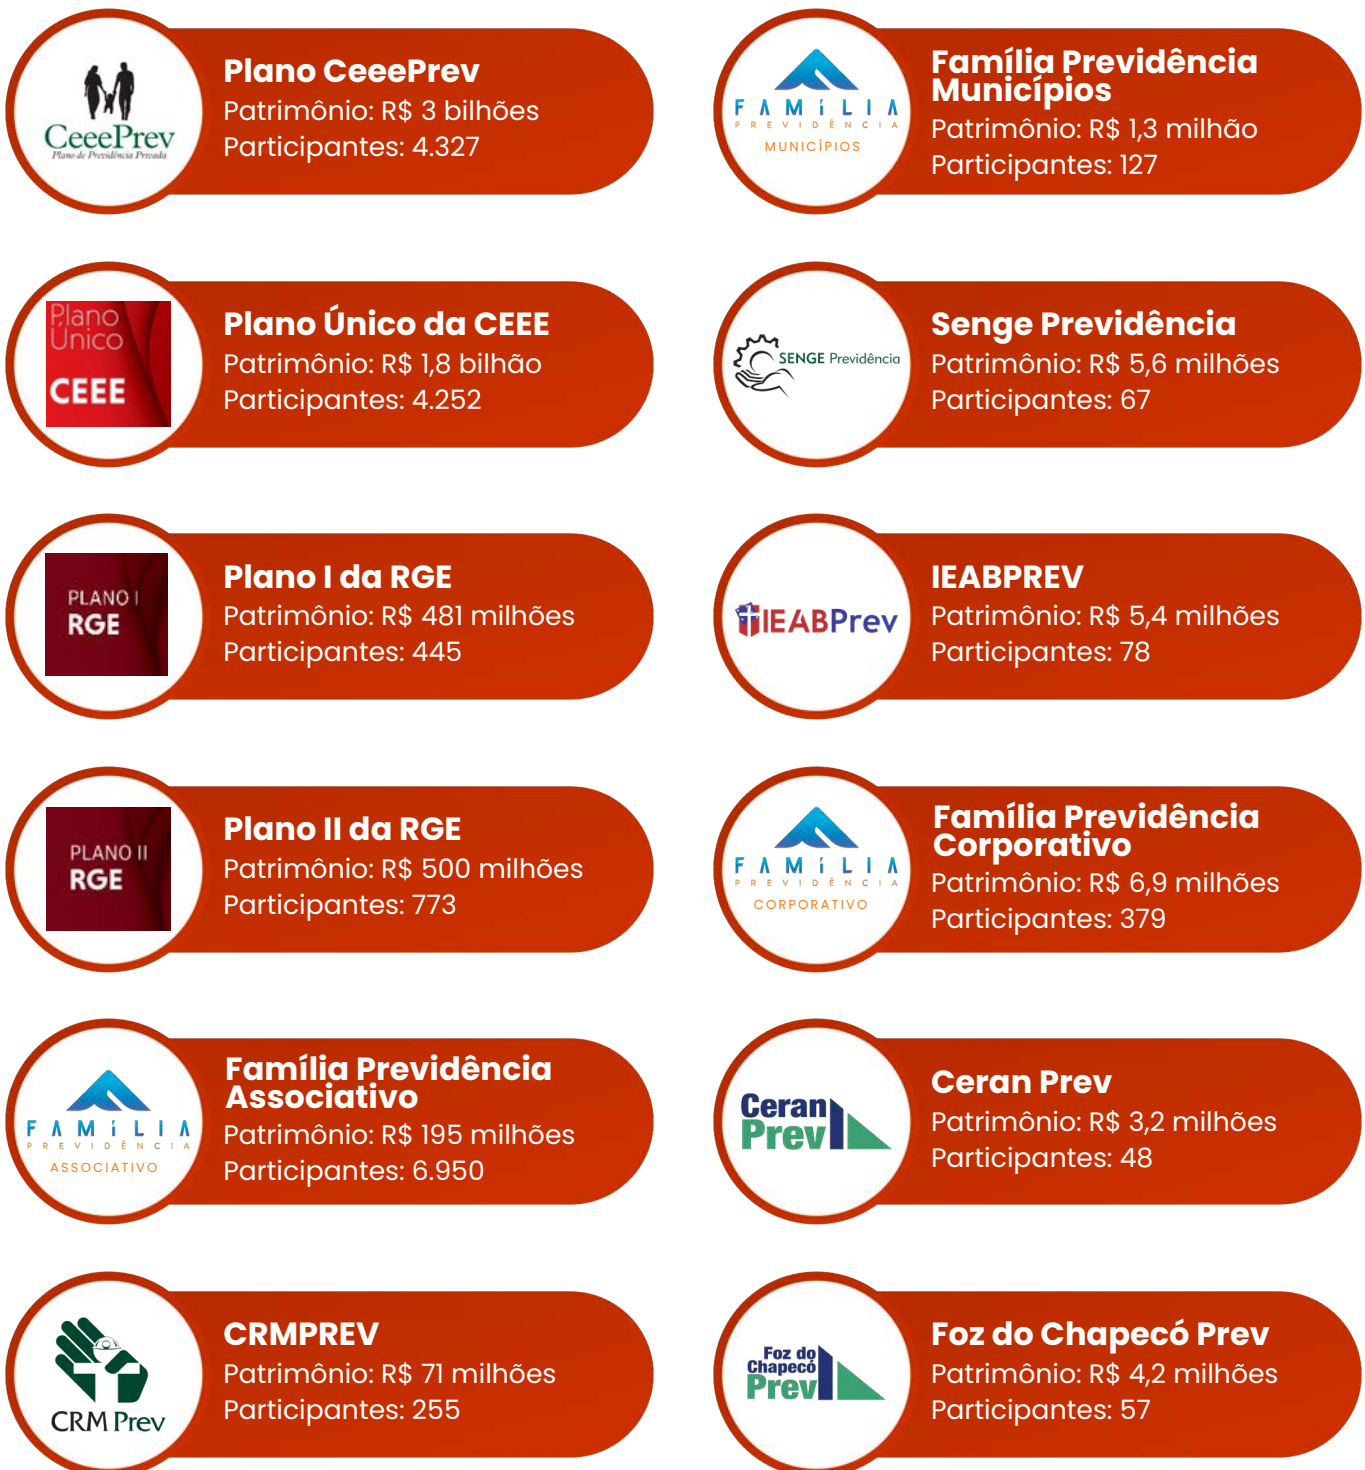 CeeePrev
Plano de Previdência Privada
Plano CeeePrev
Patrimônio: R$ 3 bilhões
Participantes: 4.327
FAMÍLIA
PREVIDÊNCIA
MUNICÍPIOS
Família Previdência
Municípios
Patrimônio: R$ 1,3 milhão
Participantes: 127
Plano
Único
CEEE
Plano Único da CEEE
Patrimônio: R$ 1,8 bilhão
Participantes: 4.252
SENGE Previdência
Senge Previdência
Patrimônio: R$ 5,6 milhões
Participantes: 67
PLANO I
RGE
Plano I da RGE
Patrimônio: R$ 481 milhões
Participantes: 445
IEABPrev
IEABPREV
Patrimônio: R$ 5,4 milhões
Participantes: 78
PLANO II
RGE
Plano II da RGE
Patrimônio: R$ 500 milhões
Participantes: 773
FAMÍLIA
PREVIDÊNCIA
CORPORATIVO
Família Previdência
Corporativo
Patrimônio: R$ 6,9 milhões
Participantes: 379
FAMÍLIA
PREVIDÊNCIA
ASSOCIATIVO
Família Previdência
Associativo
Patrimônio: R$ 195 milhões
Participantes: 6.950
Ceran
Prev
Ceran Prev
Patrimônio: R$ 3,2 milhões
Participantes: 48
CRM Prev
CRMPREV
Patrimônio: R$ 71 milhões
Participantes: 255
Foz do
Chapecó
Prev
Foz do Chapecó Prev
Patrimônio: R$ 4,2 milhões
Participantes: 57